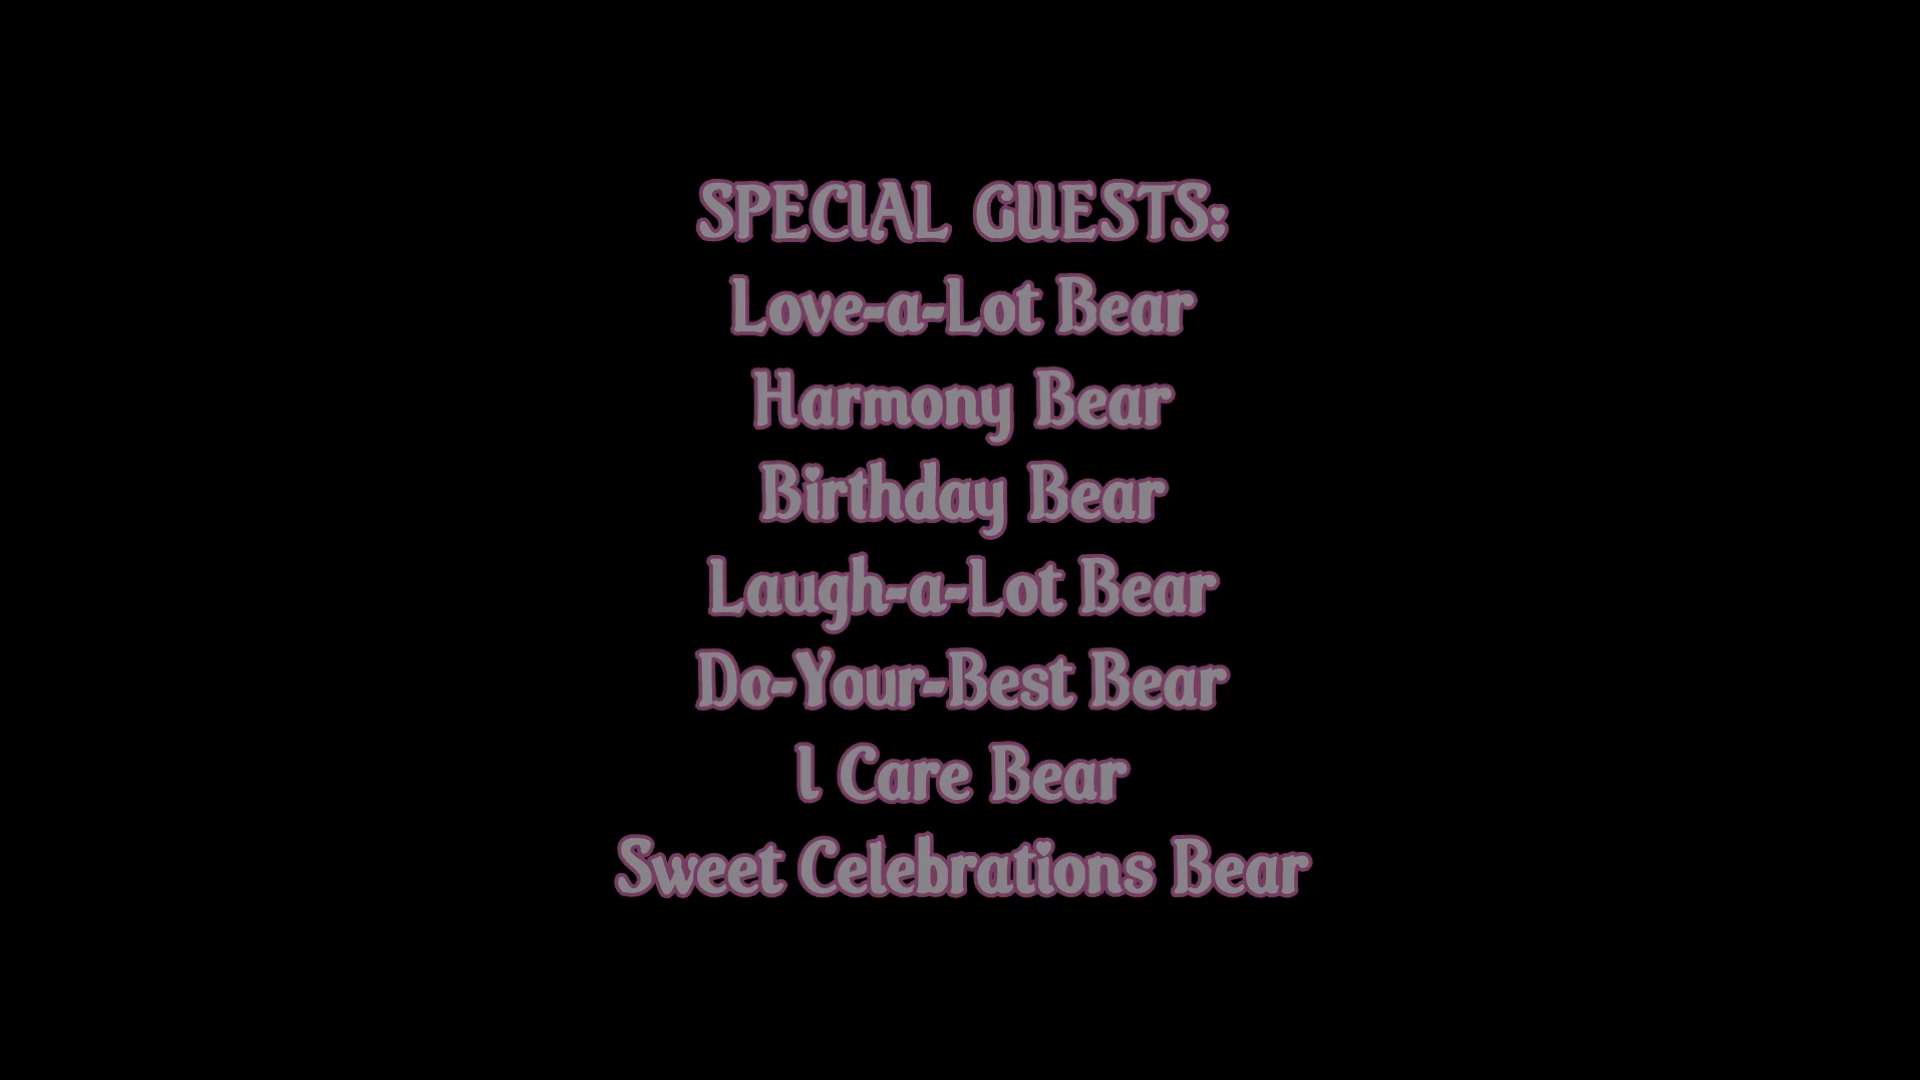 SPECIAL GUESTS:
Love-a-Lot Bear
Harmony Bear
Birthday Bear
Laugh-a-Lot Bear
Do-Your-Best Bear
I Care Bear
Sweet Celebrations Bear